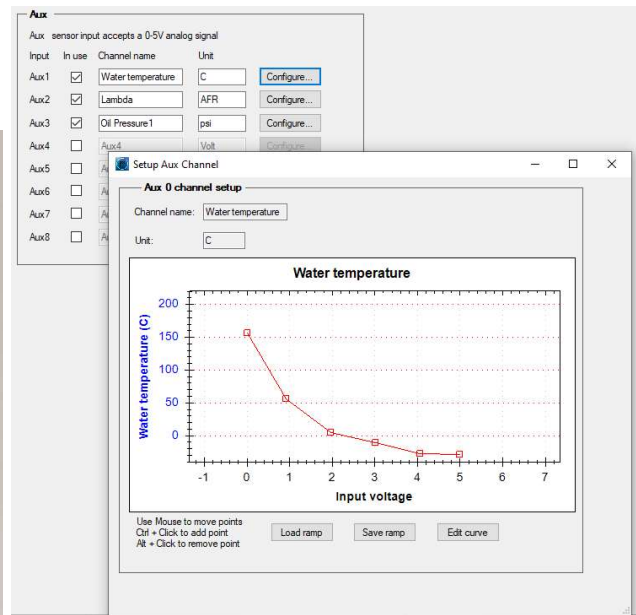 Aux
Aux sensor input accepts a 0-5V analog signal
Input In use Channel name Unit
Aux1 Water temperature C Configure...
Aux2 Lambda AFR Configure...
Aux3 Oil Pressure1 psi Configure...
Aux4 Aux4 Volt Configure...
Aux5
Aux6
Aux7
Aux8
Setup Aux Channel
Aux 0 channel setup
Channel name: Water temperature
Unit: C
Water temperature
Water temperature (C)
200
150
100
50
0
-1 0 1 2 3 4 5 6 7
Input voltage
Use Mouse to move points
Ctrl + Click to add point
Alt + Click to remove point
Load ramp Save ramp Edit curve